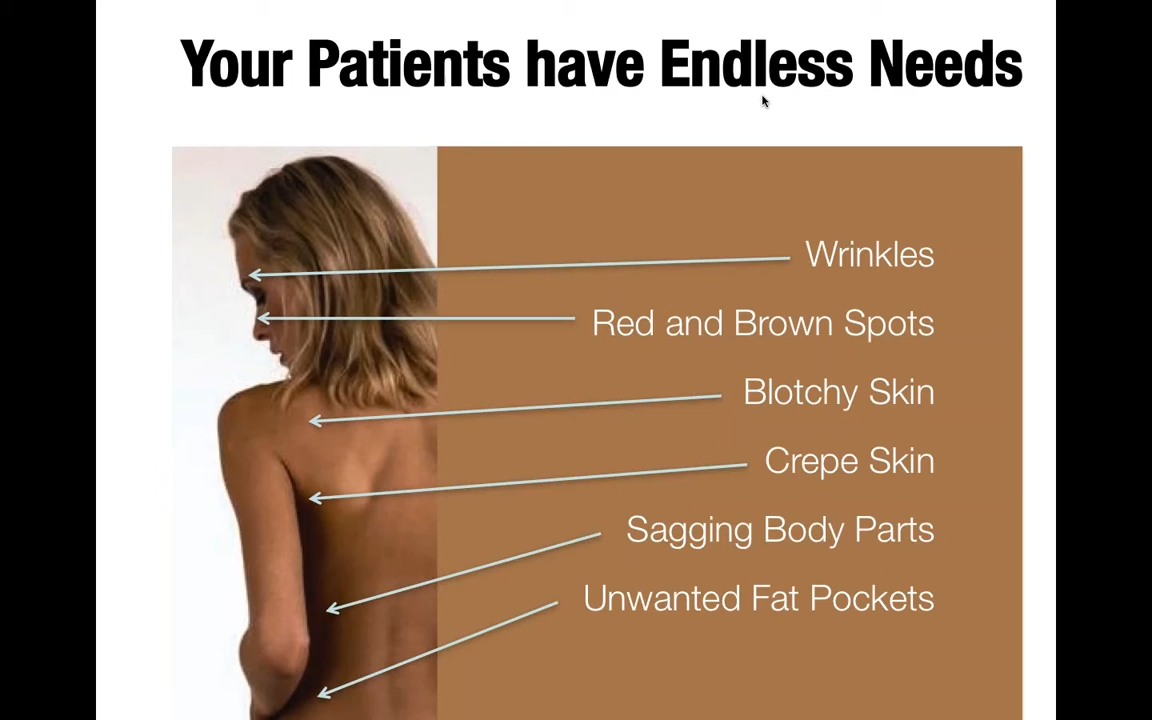 Your Patients have Endless Needs
Wrinkles
Red and Brown Spots
Blotchy Skin
Crepe Skin
Sagging Body Parts
Unwanted Fat Pockets